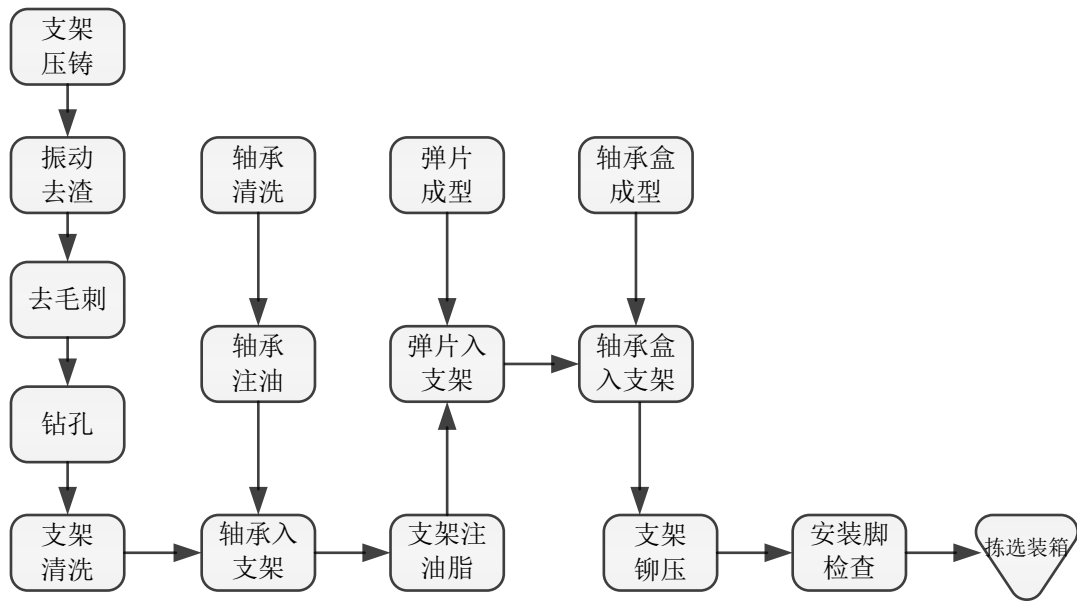 支架
压铸
振动
去渣
轴承
清洗
弹片
成型
轴承盒
成型
去毛刺
轴承
注油
弹片入
支架
轴承盒
入支架
钻孔
支架
清洗
轴承入
支架
支架注
油脂
支架
铆压
安装脚
检查
拣选装箱